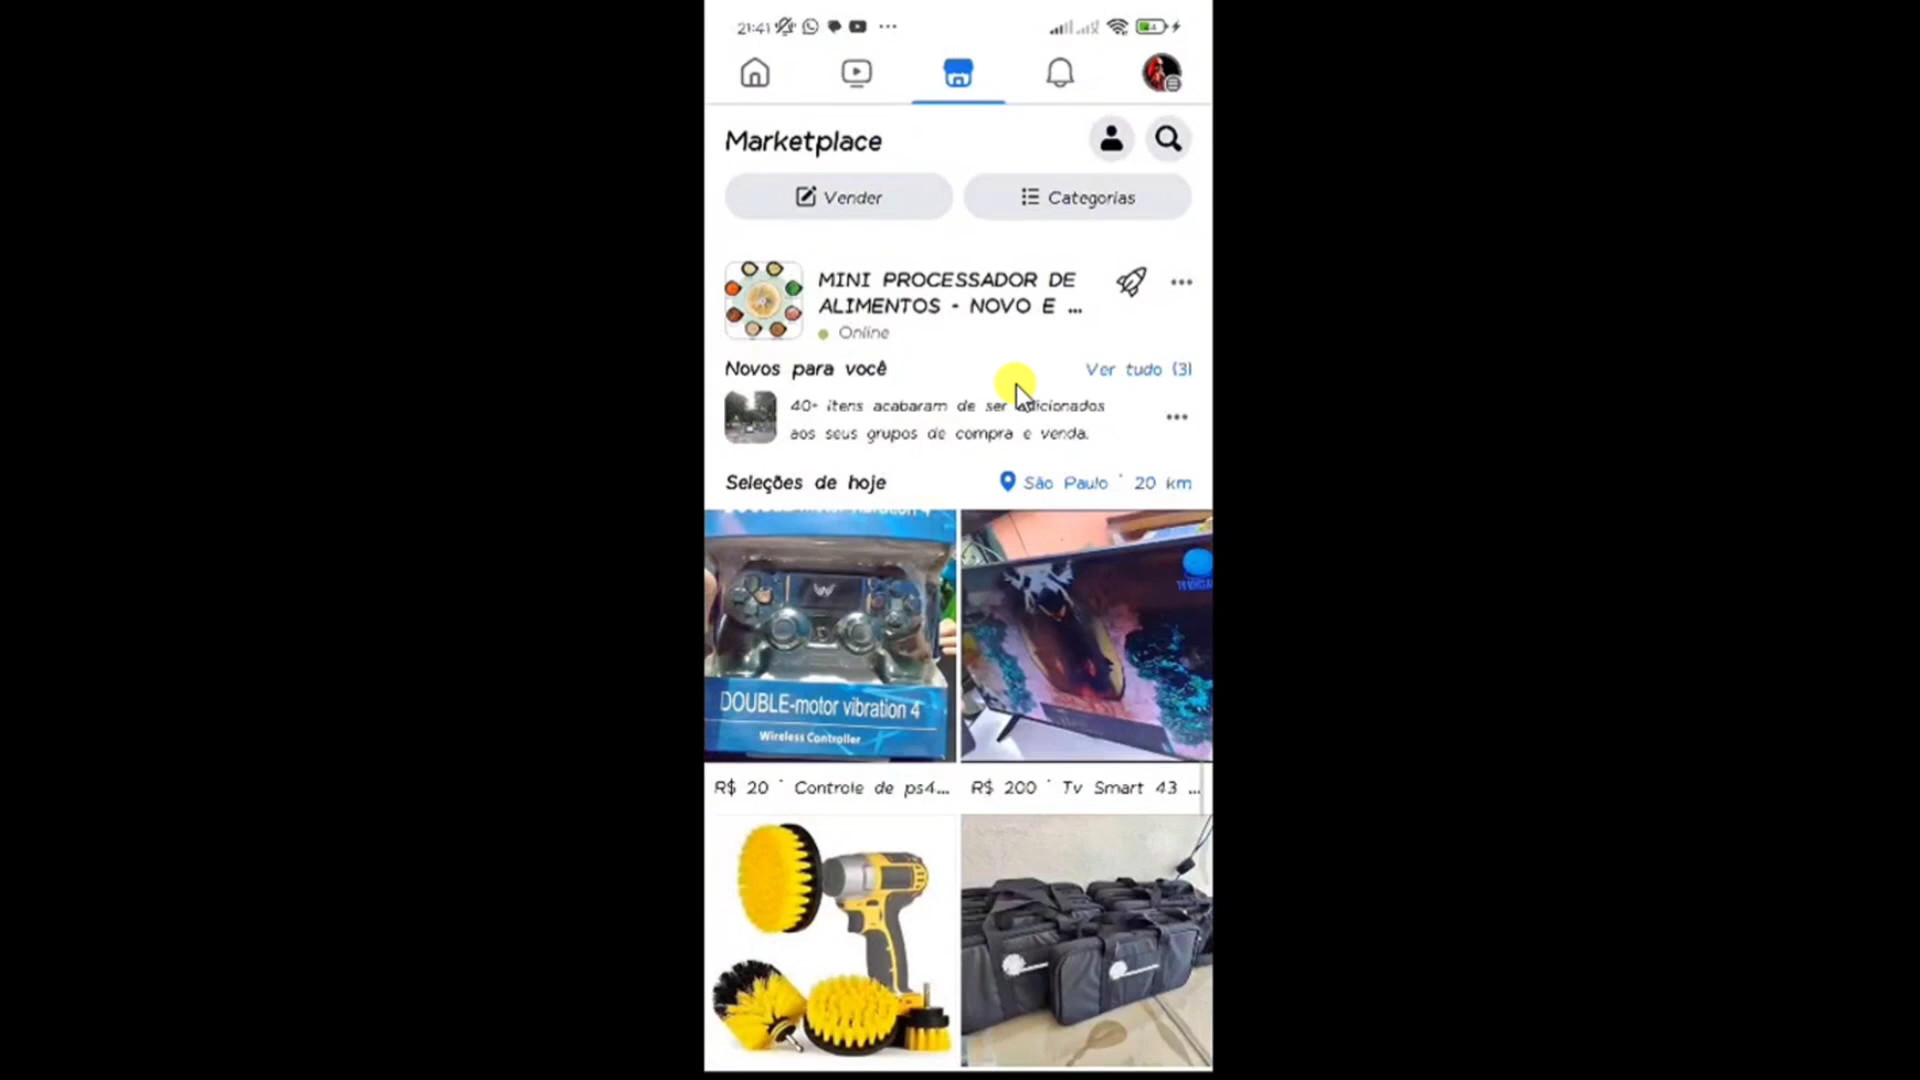 21:41
4
Marketplace
Vender
Categorias
MINI PROCESSADOR DE
ALIMENTOS - NOVO E ...
Online
Novos para você
Ver tudo (3)
40+ itens acabaram de ser adicionados
aos seus grupos de compra e venda.
Seleções de hoje
São Paulo · 20 km
DOUBLE-motor vibration 4
Wireless Controller
R$ 20 · Controle de ps4...
R$ 200 · Tv Smart 43 ...